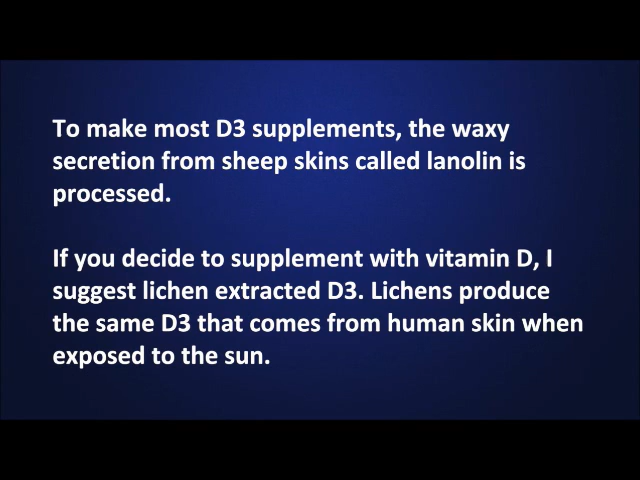 To make most D3 supplements, the waxy
secretion from sheep skins called lanolin is
processed.
If you decide to supplement with vitamin D, I
suggest lichen extracted D3. Lichens produce
the same D3 that comes from human skin when
exposed to the sun.